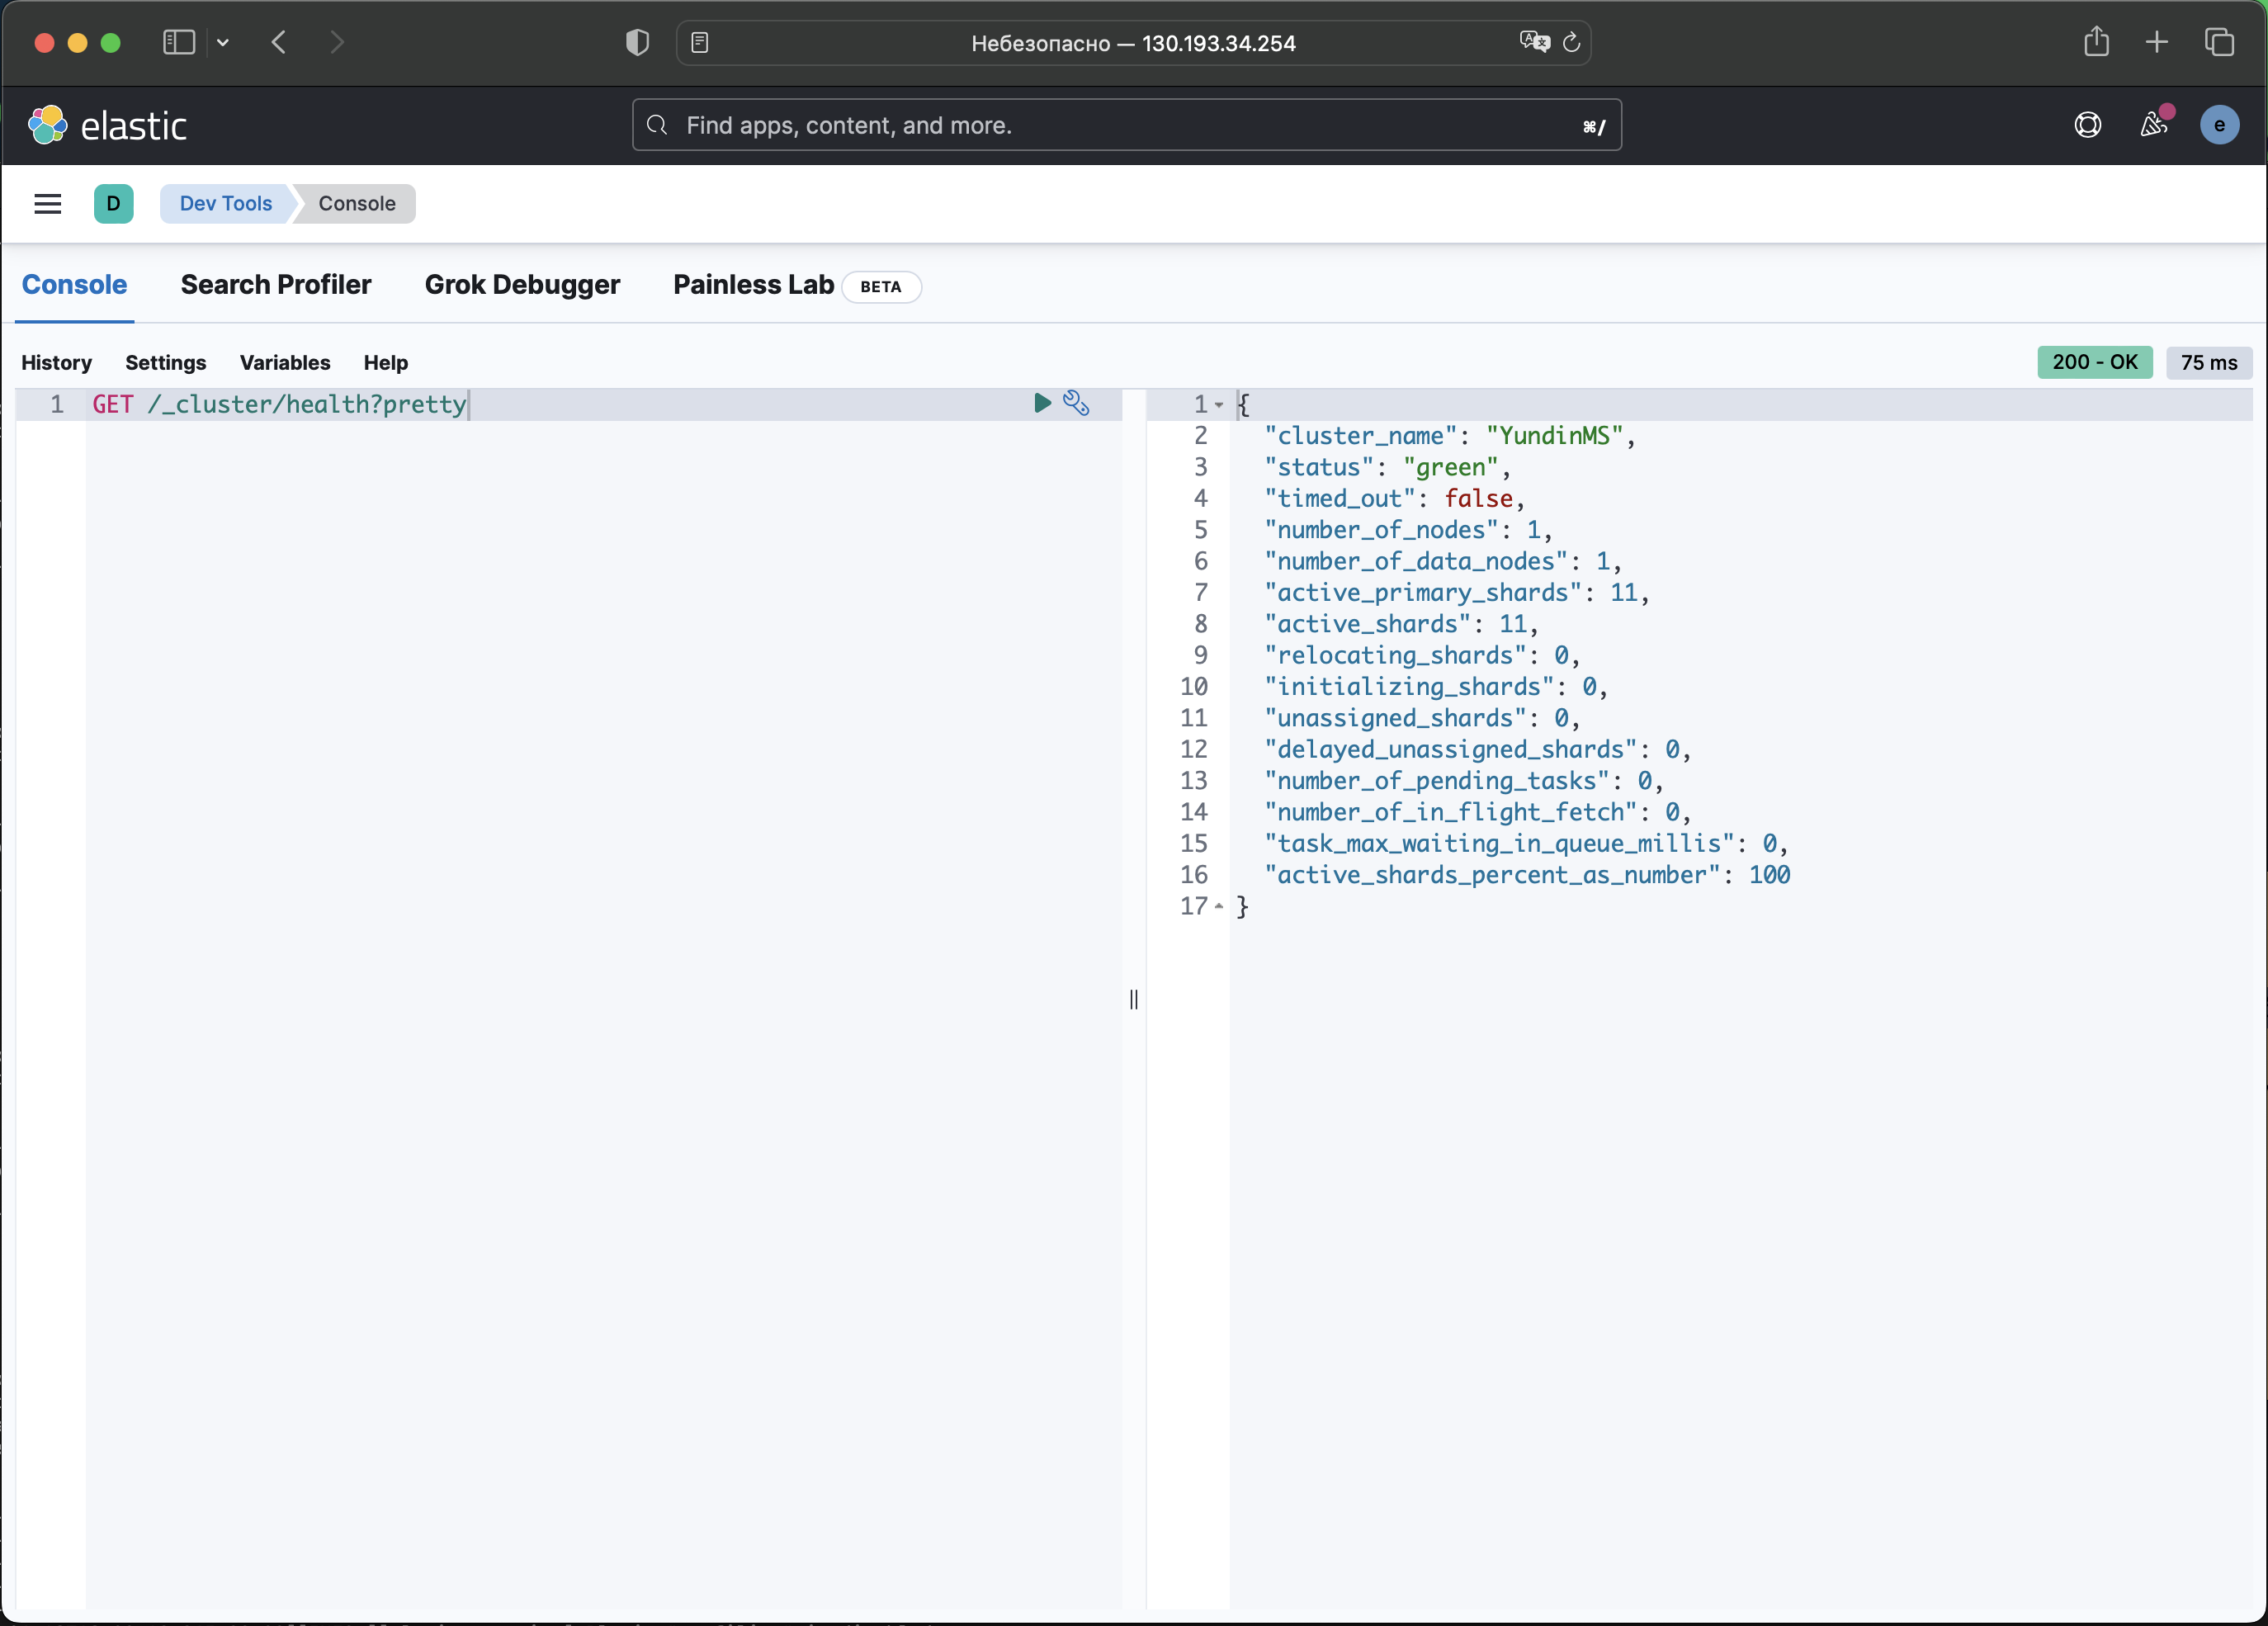 Небезопасно — 130.193.34.254
elastic
Find apps, content, and more.
⌘/
e
D
Dev Tools
Console
Console
Search Profiler
Grok Debugger
Painless Lab
BETA
History
Settings
Variables
Help
200 - OK
75 ms
1 GET /_cluster/health?pretty
1 {
2 "cluster_name": "YundinMS",
3 "status": "green",
4 "timed_out": false,
5 "number_of_nodes": 1,
6 "number_of_data_nodes": 1,
7 "active_primary_shards": 11,
8 "active_shards": 11,
9 "relocating_shards": 0,
10 "initializing_shards": 0,
11 "unassigned_shards": 0,
12 "delayed_unassigned_shards": 0,
13 "number_of_pending_tasks": 0,
14 "number_of_in_flight_fetch": 0,
15 "task_max_waiting_in_queue_millis": 0,
16 "active_shards_percent_as_number": 100
17 }